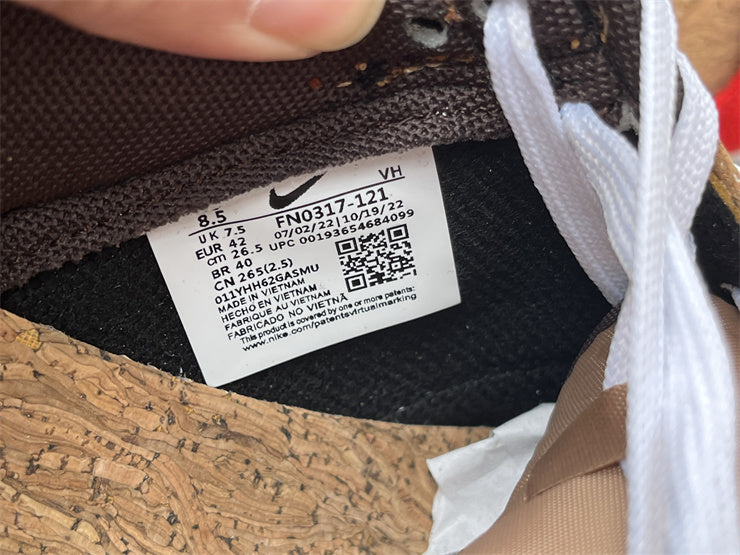 VH
8.5 FN0317-121
UK 7.5 07/02/22|10/19/22
EUR 42
cm 26.5 UPC 00193654684099
BR 40
CN 265(2.5)
011YHH62GASMU
MADE IN VIETNAM
HECHO EN VIETNAM
FABRIQUE AU VIETNAM
FABRICADO NO VIETNÃ
This product is covered by one or more patents:
www.nike.com/patentsvirtualmarking